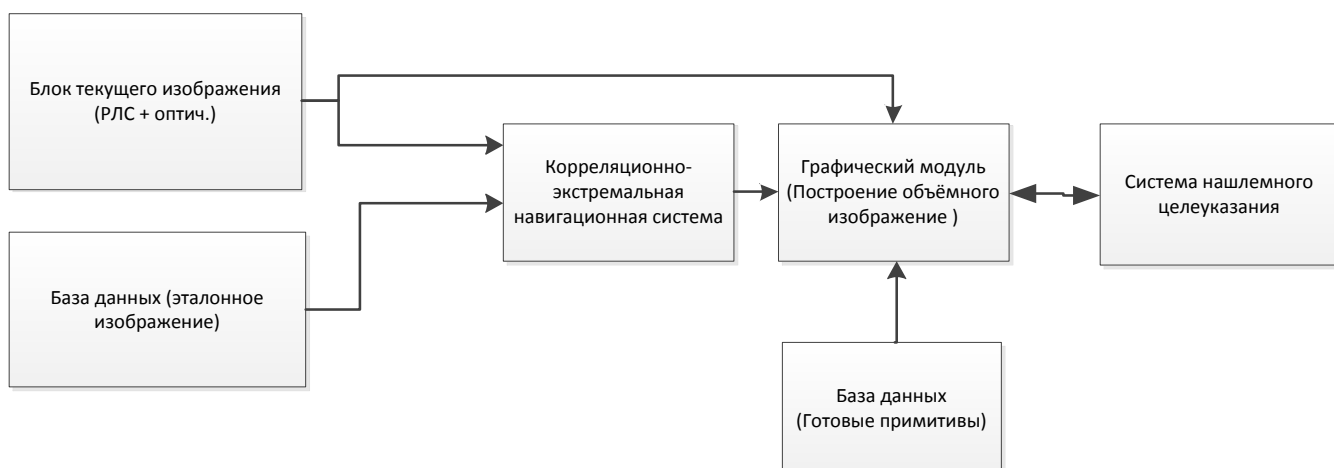 Блок текущего изображения
(РЛС + оптич.)
База данных (эталонное
изображение)
Корреляционно-
экстремальная
навигационная система
Графический модуль
(Построение объёмного
изображение )
Система нашлемного
целеуказания
База данных
(Готовые примитивы)